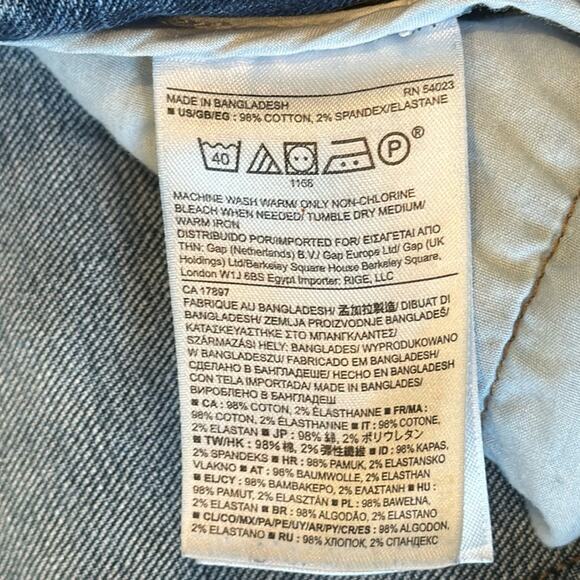 MADE IN BANGLADESH RN 54023
■ US/GB/EG : 98% COTTON, 2% SPANDEX/ELASTANE
40 P ®
1166
MACHINE WASH WARM/ ONLY NON-CHLORINE
BLEACH WHEN NEEDED/ TUMBLE DRY MEDIUM/
WARM IRON
DISTRIBUIDO POR/IMPORTED FOR/ ΕΙΣΑΓΕΤΑΙ ΑΠΟ
ΤΗΝ: Gap (Netherlands) B.V./ Gap Europe Ltd/ Gap (UK
Holdings) Ltd/Berkeley Square House Berkeley Square,
London W1J 6BS Egypt Importer: RIGE, LLC
CA 17897
FABRIQUE AU BANGLADESH/ 孟加拉製造/ DIBUAT DI
BANGLADESH/ ZEMLJA PROIZVODNJE BANGLADEŠ/
ΚΑΤΑΣΚΕΥΑΣΤΗΚΕ ΣΤΟ ΜΠΑΝΓΚΛΑΝΤΕΣ/
SZÁRMAZÁSI HELY: BANGLADES/ WYPRODUKOWANO
W BANGLADESZU/ FABRICADO EM BANGLADESH/
СДЕЛАНО В БАНГЛАДЕШЕ/ HECHO EN BANGLADESH
CON TELA IMPORTADA/ MADE IN BANGLADES/
ВИРОБЛЕНО В БАНГЛАДЕШ
■ CA : 98% COTON, 2% ÉLASTHANNE ■ FR/MA :
98% COTON, 2% ÉLASTHANNE ■ IT : 98% COTONE,
2% ELASTAN ■ JP : 98% 綿, 2% ポリウレタン
■ TW/HK : 98% 棉, 2% 彈性纖維 ■ ID : 98% KAPAS,
2% SPANDEKS ■ HR : 98% PAMUK, 2% ELASTANSKO
VLAKNO ■ AT : 98% BAUMWOLLE, 2% ELASTHAN
■ EL/CY : 98% ΒΑΜΒΑΚΕΡΟ, 2% ΕΛΑΣΤΑΝΗ ■ HU :
98% PAMUT, 2% ELASZTÁN ■ PL : 98% BAWEŁNA,
2% ELASTAN ■ BR : 98% ALGODÃO, 2% ELASTANO
■ CL/CO/MX/PA/PE/UY/AR/PY/CR/ES : 98% ALGODON,
2% ELASTANO ■ RU : 98% ХЛОПОК, 2% СПАНДЕКС